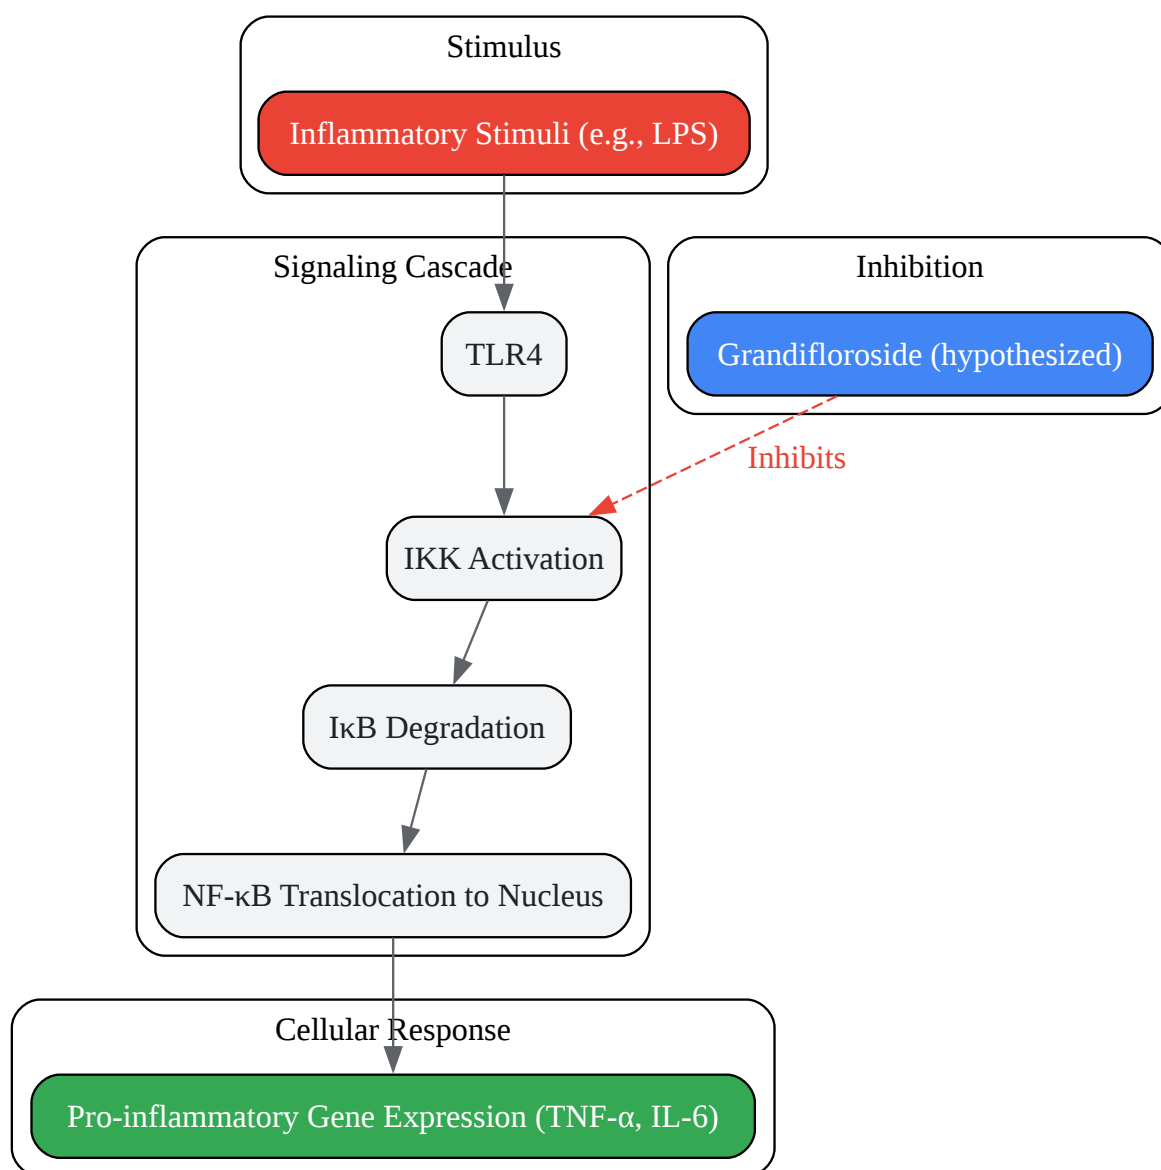 Stimulus
Inflammatory Stimuli (e.g., LPS)
Signaling Cascade
Inhibition
TLR4
Grandifloroside (hypothesized)
Inhibits
IKK Activation
IκB Degradation
NF-κB Translocation to Nucleus
Cellular Response
Pro-inflammatory Gene Expression (TNF-α, IL-6)